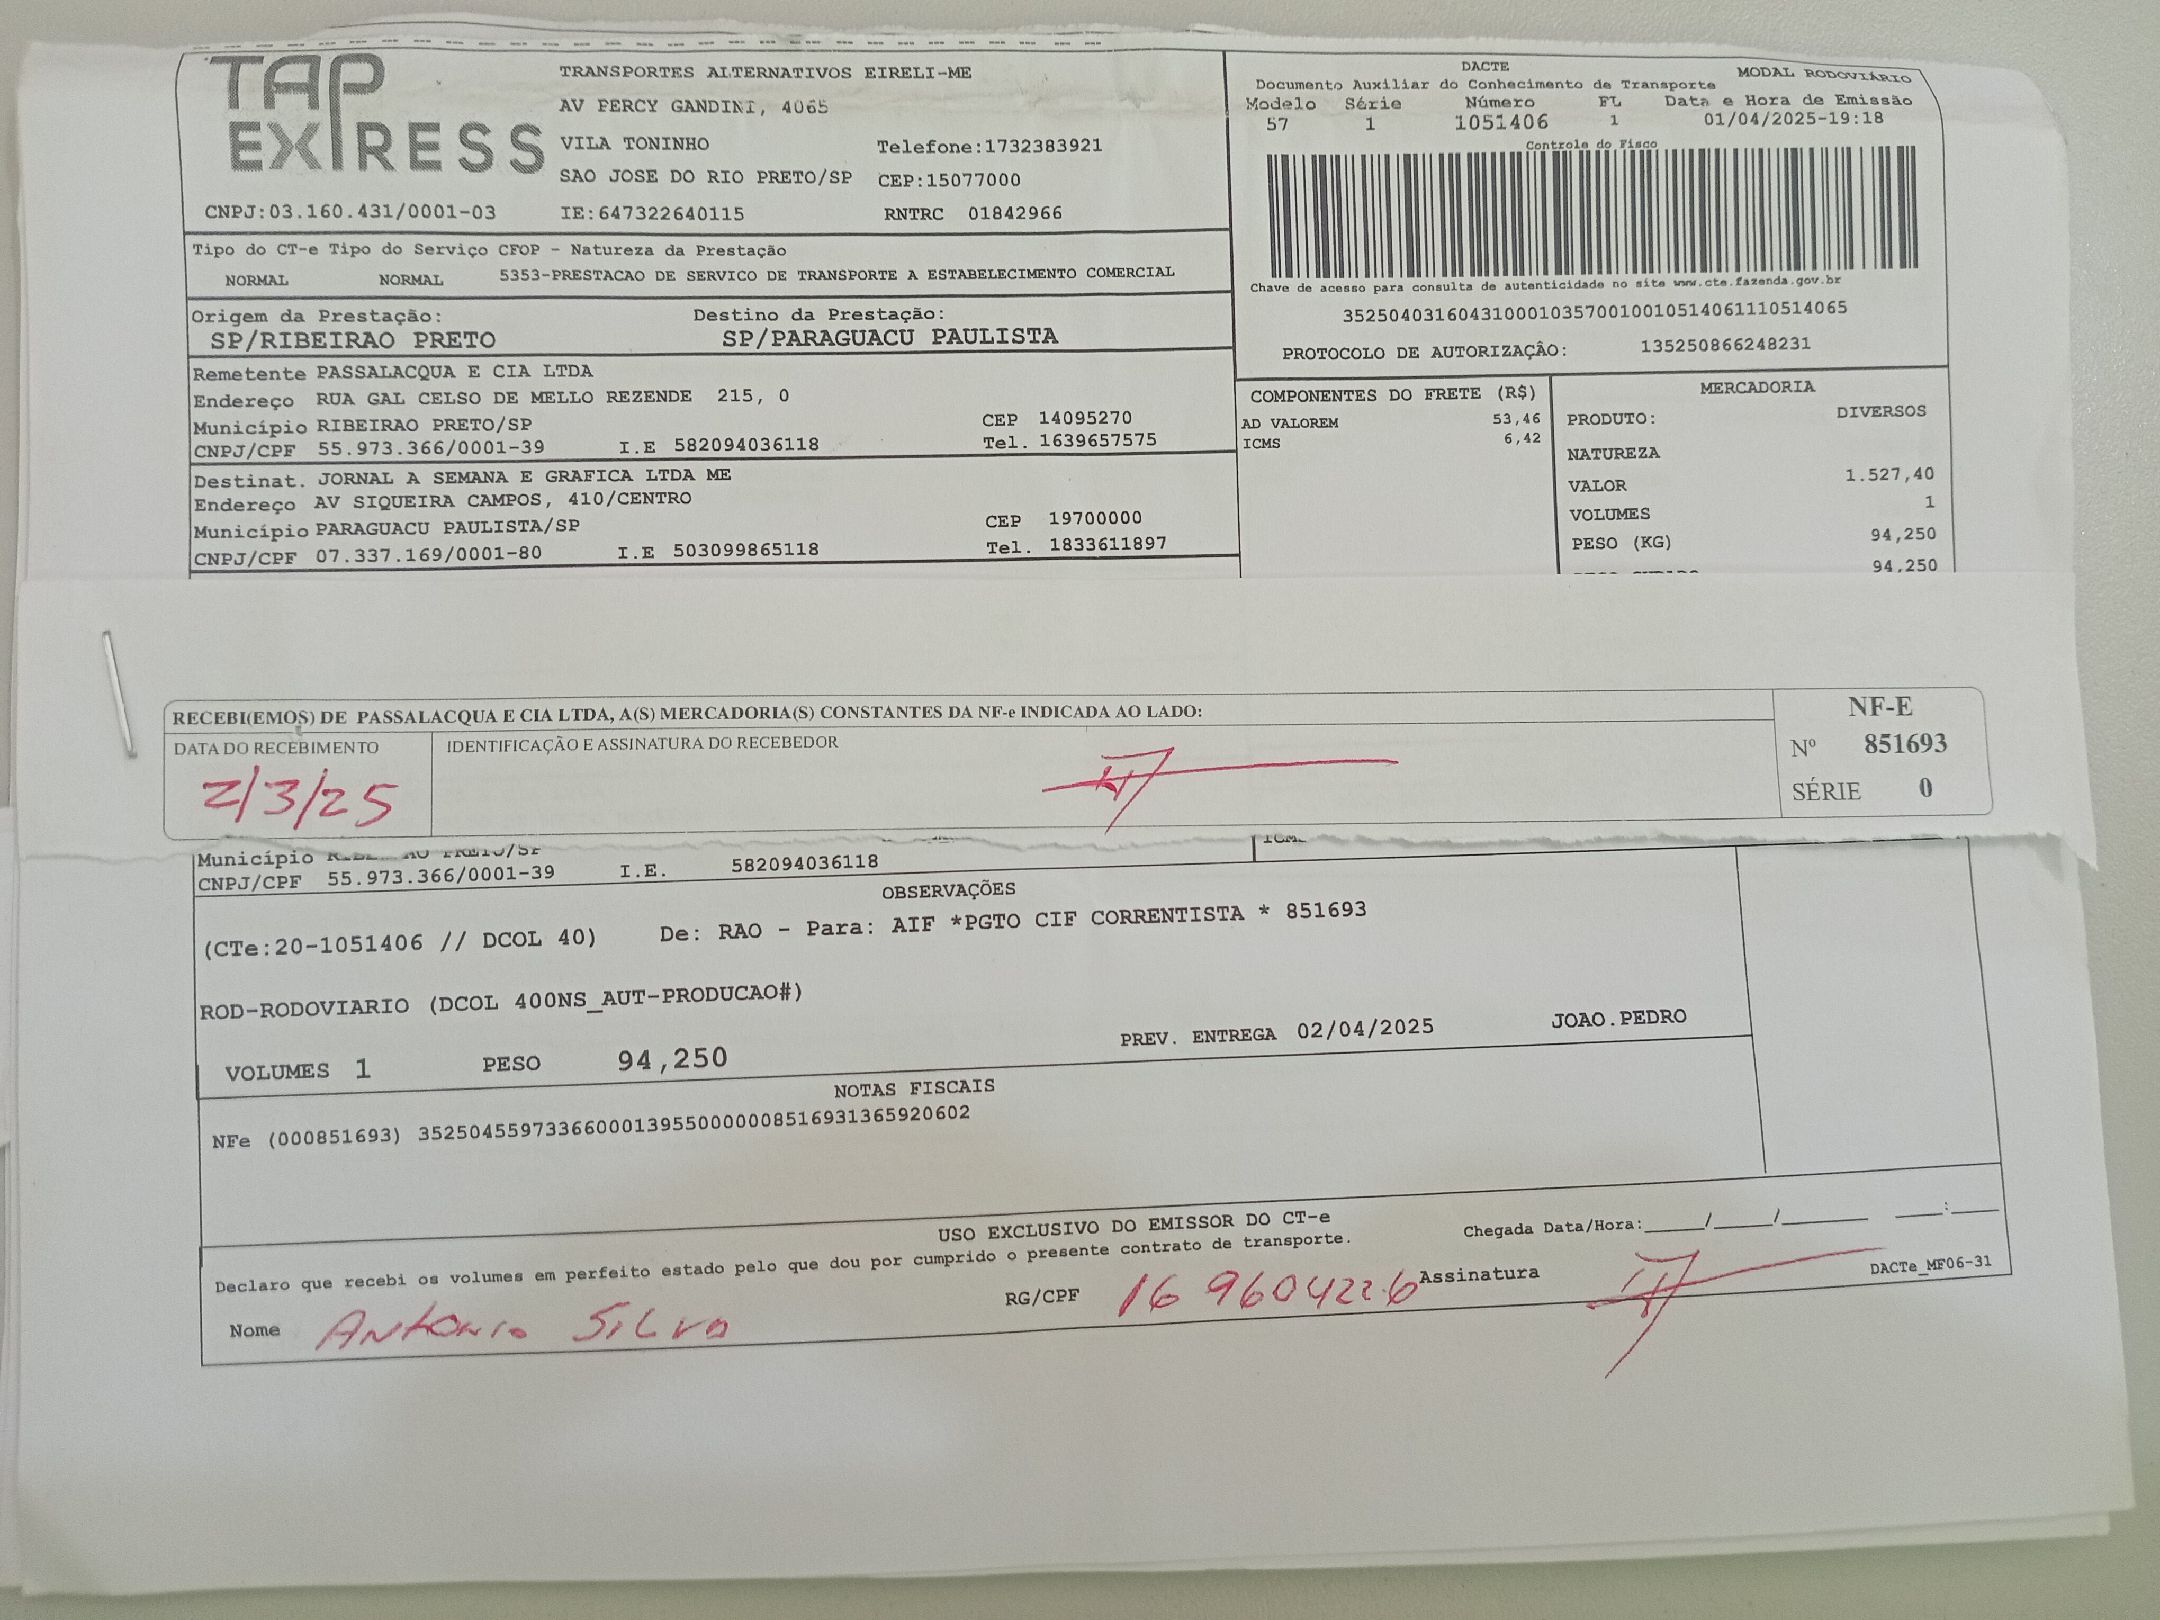 TAP EXPRESS
TRANSPORTES ALTERNATIVOS EIRELI-ME
AV PERCY GANDINI, 4065
VILA TONINHO Telefone:1732383921
SAO JOSE DO RIO PRETO/SP CEP:15077000
CNPJ:03.160.431/0001-03 IE:647322640115 RNTRC 01842966
DACTE
Documento Auxiliar do Conhecimento de Transporte MODAL RODOVIÁRIO
Modelo Série Número FL Data e Hora de Emissão
57 1 1051406 1 01/04/2025-19:18
Controle do Fisco
Chave de acesso para consulta de autenticidade no site www.cte.fazenda.gov.br
35250403160431000103570010010514061110514065
PROTOCOLO DE AUTORIZAÇÃO: 135250866248231
Tipo do CT-e Tipo do Serviço CFOP - Natureza da Prestação
NORMAL NORMAL 5353-PRESTACAO DE SERVICO DE TRANSPORTE A ESTABELECIMENTO COMERCIAL
Origem da Prestação: Destino da Prestação:
SP/RIBEIRAO PRETO SP/PARAGUACU PAULISTA
Remetente PASSALACQUA E CIA LTDA
Endereço RUA GAL CELSO DE MELLO REZENDE 215, 0
Município RIBEIRAO PRETO/SP CEP 14095270
CNPJ/CPF 55.973.366/0001-39 I.E 582094036118 Tel. 1639657575
Destinat. JORNAL A SEMANA E GRAFICA LTDA ME
Endereço AV SIQUEIRA CAMPOS, 410/CENTRO
Município PARAGUACU PAULISTA/SP CEP 19700000
CNPJ/CPF 07.337.169/0001-80 I.E 503099865118 Tel. 1833611897
COMPONENTES DO FRETE (R$)
AD VALOREM 53,46
ICMS 6,42
MERCADORIA
PRODUTO: DIVERSOS
NATUREZA
VALOR 1.527,40
VOLUMES 1
PESO (KG) 94,250
94,250
RECEBI(EMOS) DE PASSALACQUA E CIA LTDA, A(S) MERCADORIA(S) CONSTANTES DA NF-e INDICADA AO LADO:
DATA DO RECEBIMENTO IDENTIFICAÇÃO E ASSINATURA DO RECEBEDOR
2/3/25
NF-E
Nº 851693
SÉRIE 0
Município
CNPJ/CPF 55.973.366/0001-39 I.E. 582094036118
OBSERVAÇÕES
(CTe:20-1051406 // DCOL 40) De: RAO - Para: AIF *PGTO CIF CORRENTISTA * 851693
ROD-RODOVIARIO (DCOL 400NS_AUT-PRODUCAO#)
PREV. ENTREGA 02/04/2025 JOAO.PEDRO
VOLUMES 1 PESO 94,250
NOTAS FISCAIS
NFe (000851693) 35250455973366000139550000008516931365920602
USO EXCLUSIVO DO EMISSOR DO CT-e
Chegada Data/Hora:_____/_____/_______ ____:____
Declaro que recebi os volumes em perfeito estado pelo que dou por cumprido o presente contrato de transporte.
Nome Antonio Silva RG/CPF 169604226 Assinatura
DACTe_MF06-31